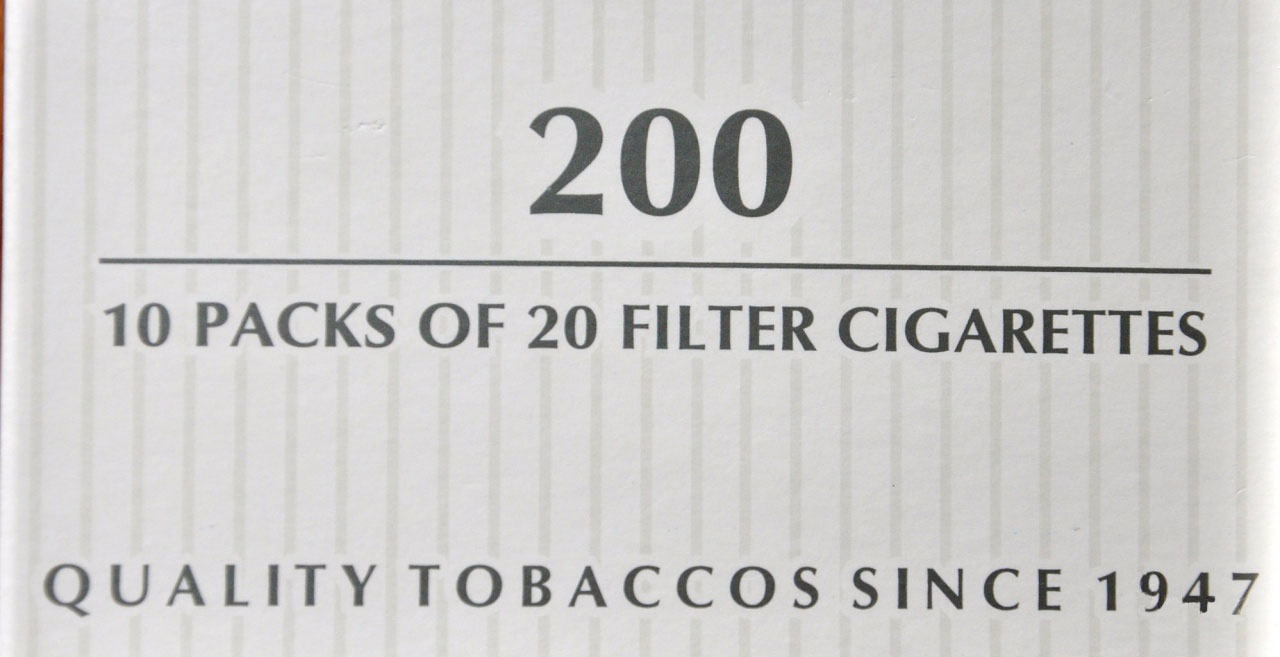 200
10 PACKS OF 20 FILTER CIGARETTES
QUALITY TOBACCOS SINCE 1947